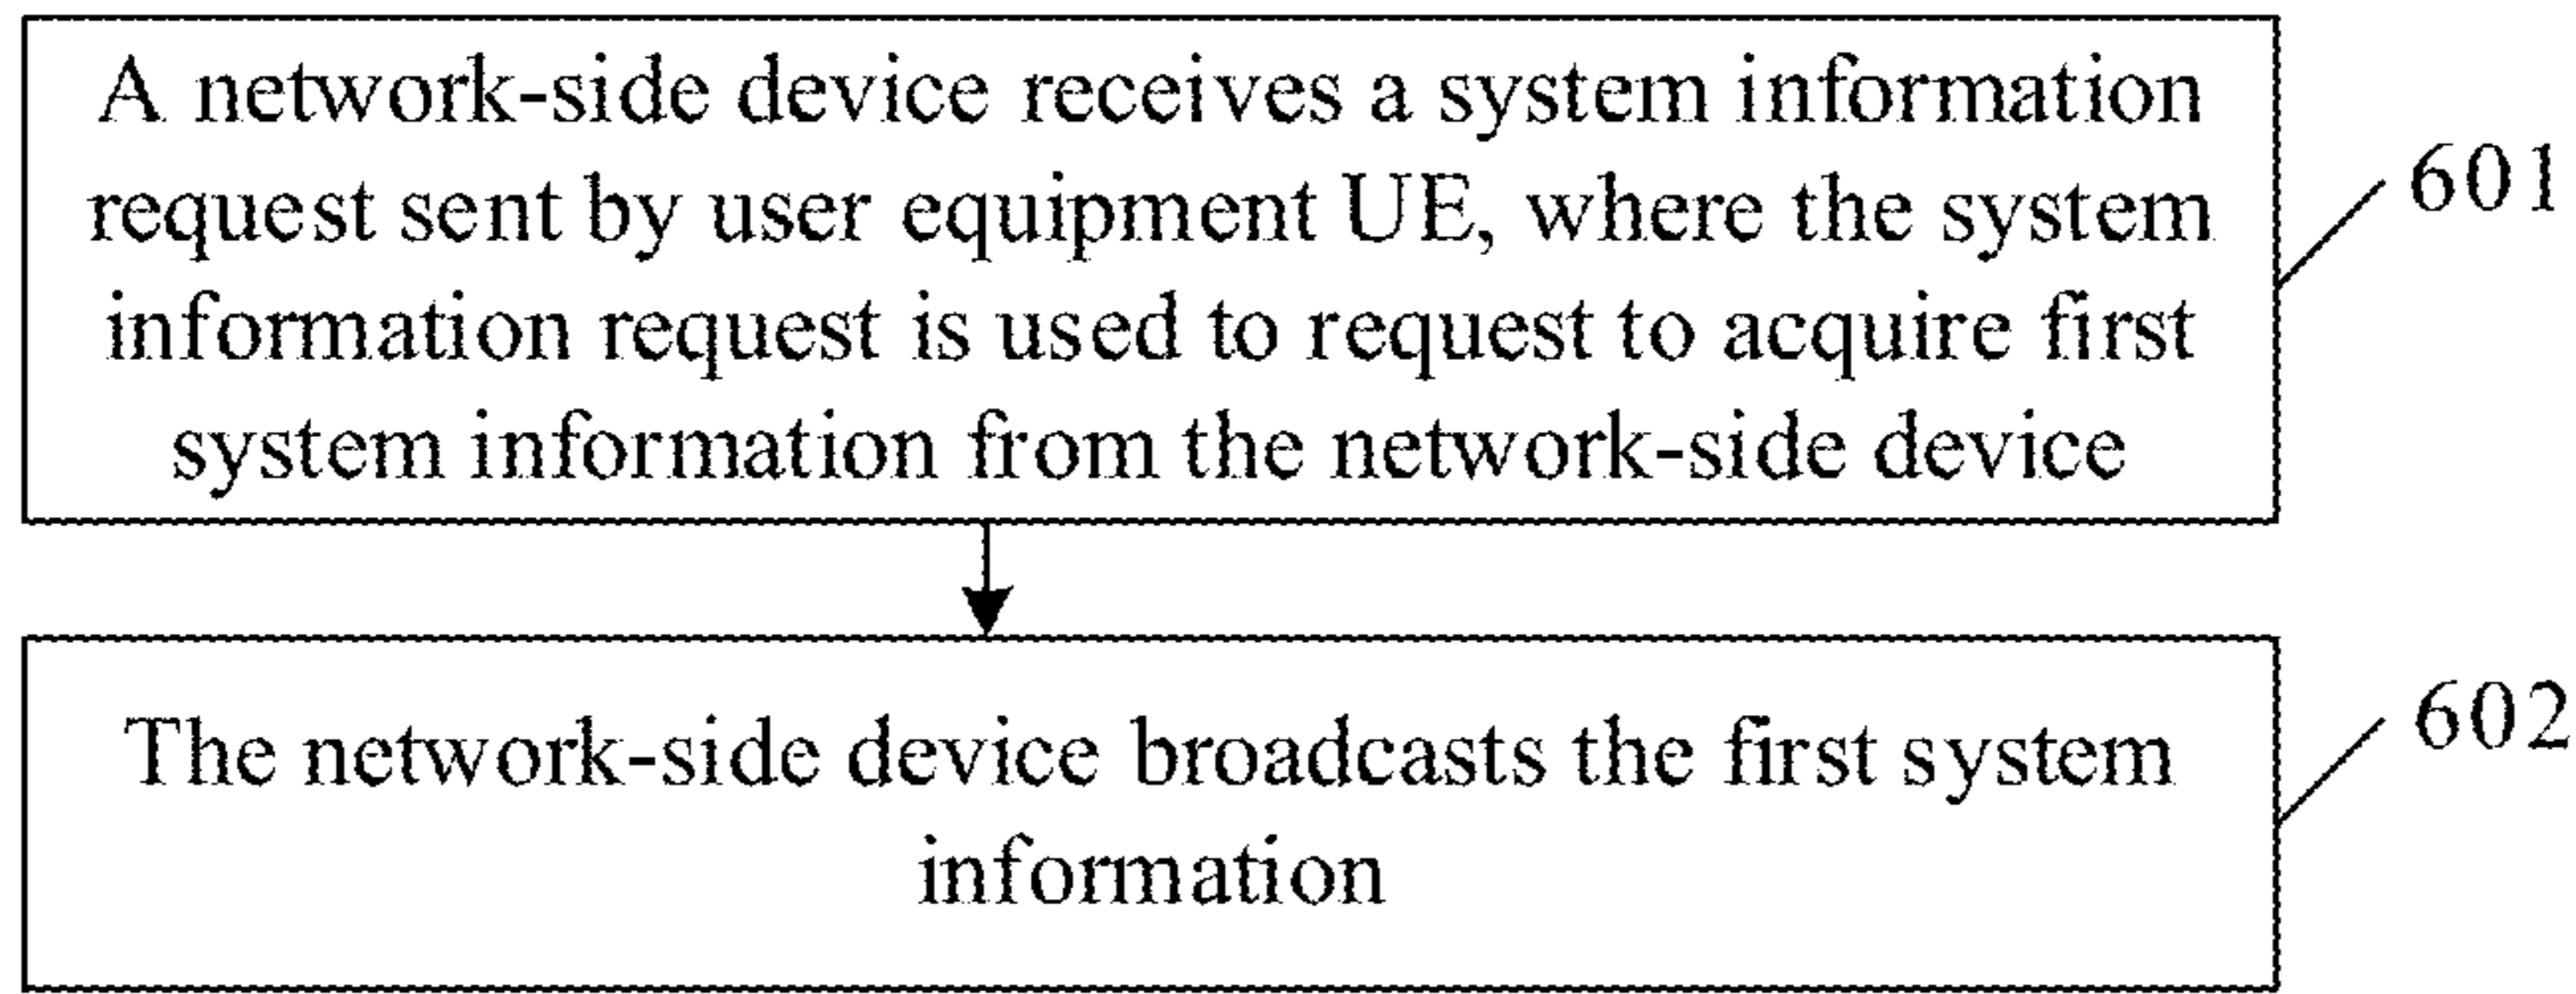 A network-side device receives a system information
request sent by user equipment UE, where the system
information request is used to request to acquire first
system information from the network-side device
601
The network-side device broadcasts the first system
information
602